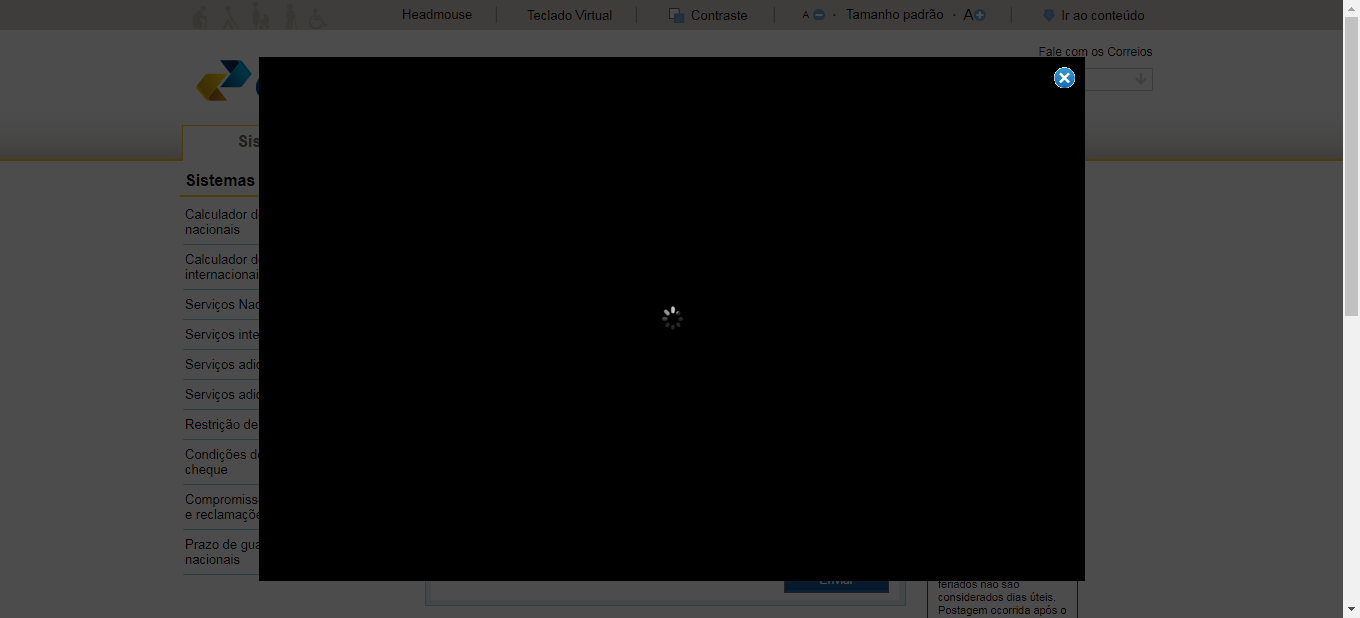 Headmouse Teclado Virtual Contraste A · Tamanho padrão · A Ir ao conteúdo
Fale com os Correios
Sis
Sistemas
Calculador d
nacionais
Calculador d
internacionai
Serviços Nac
Serviços inte
Serviços adic
Serviços adic
Restrição de
Condições d
cheque
Compromiss
e reclamaçõe
Prazo de gua
nacionais
Enviar
feriados não são
considerados dias úteis.
Postagem ocorrida após o